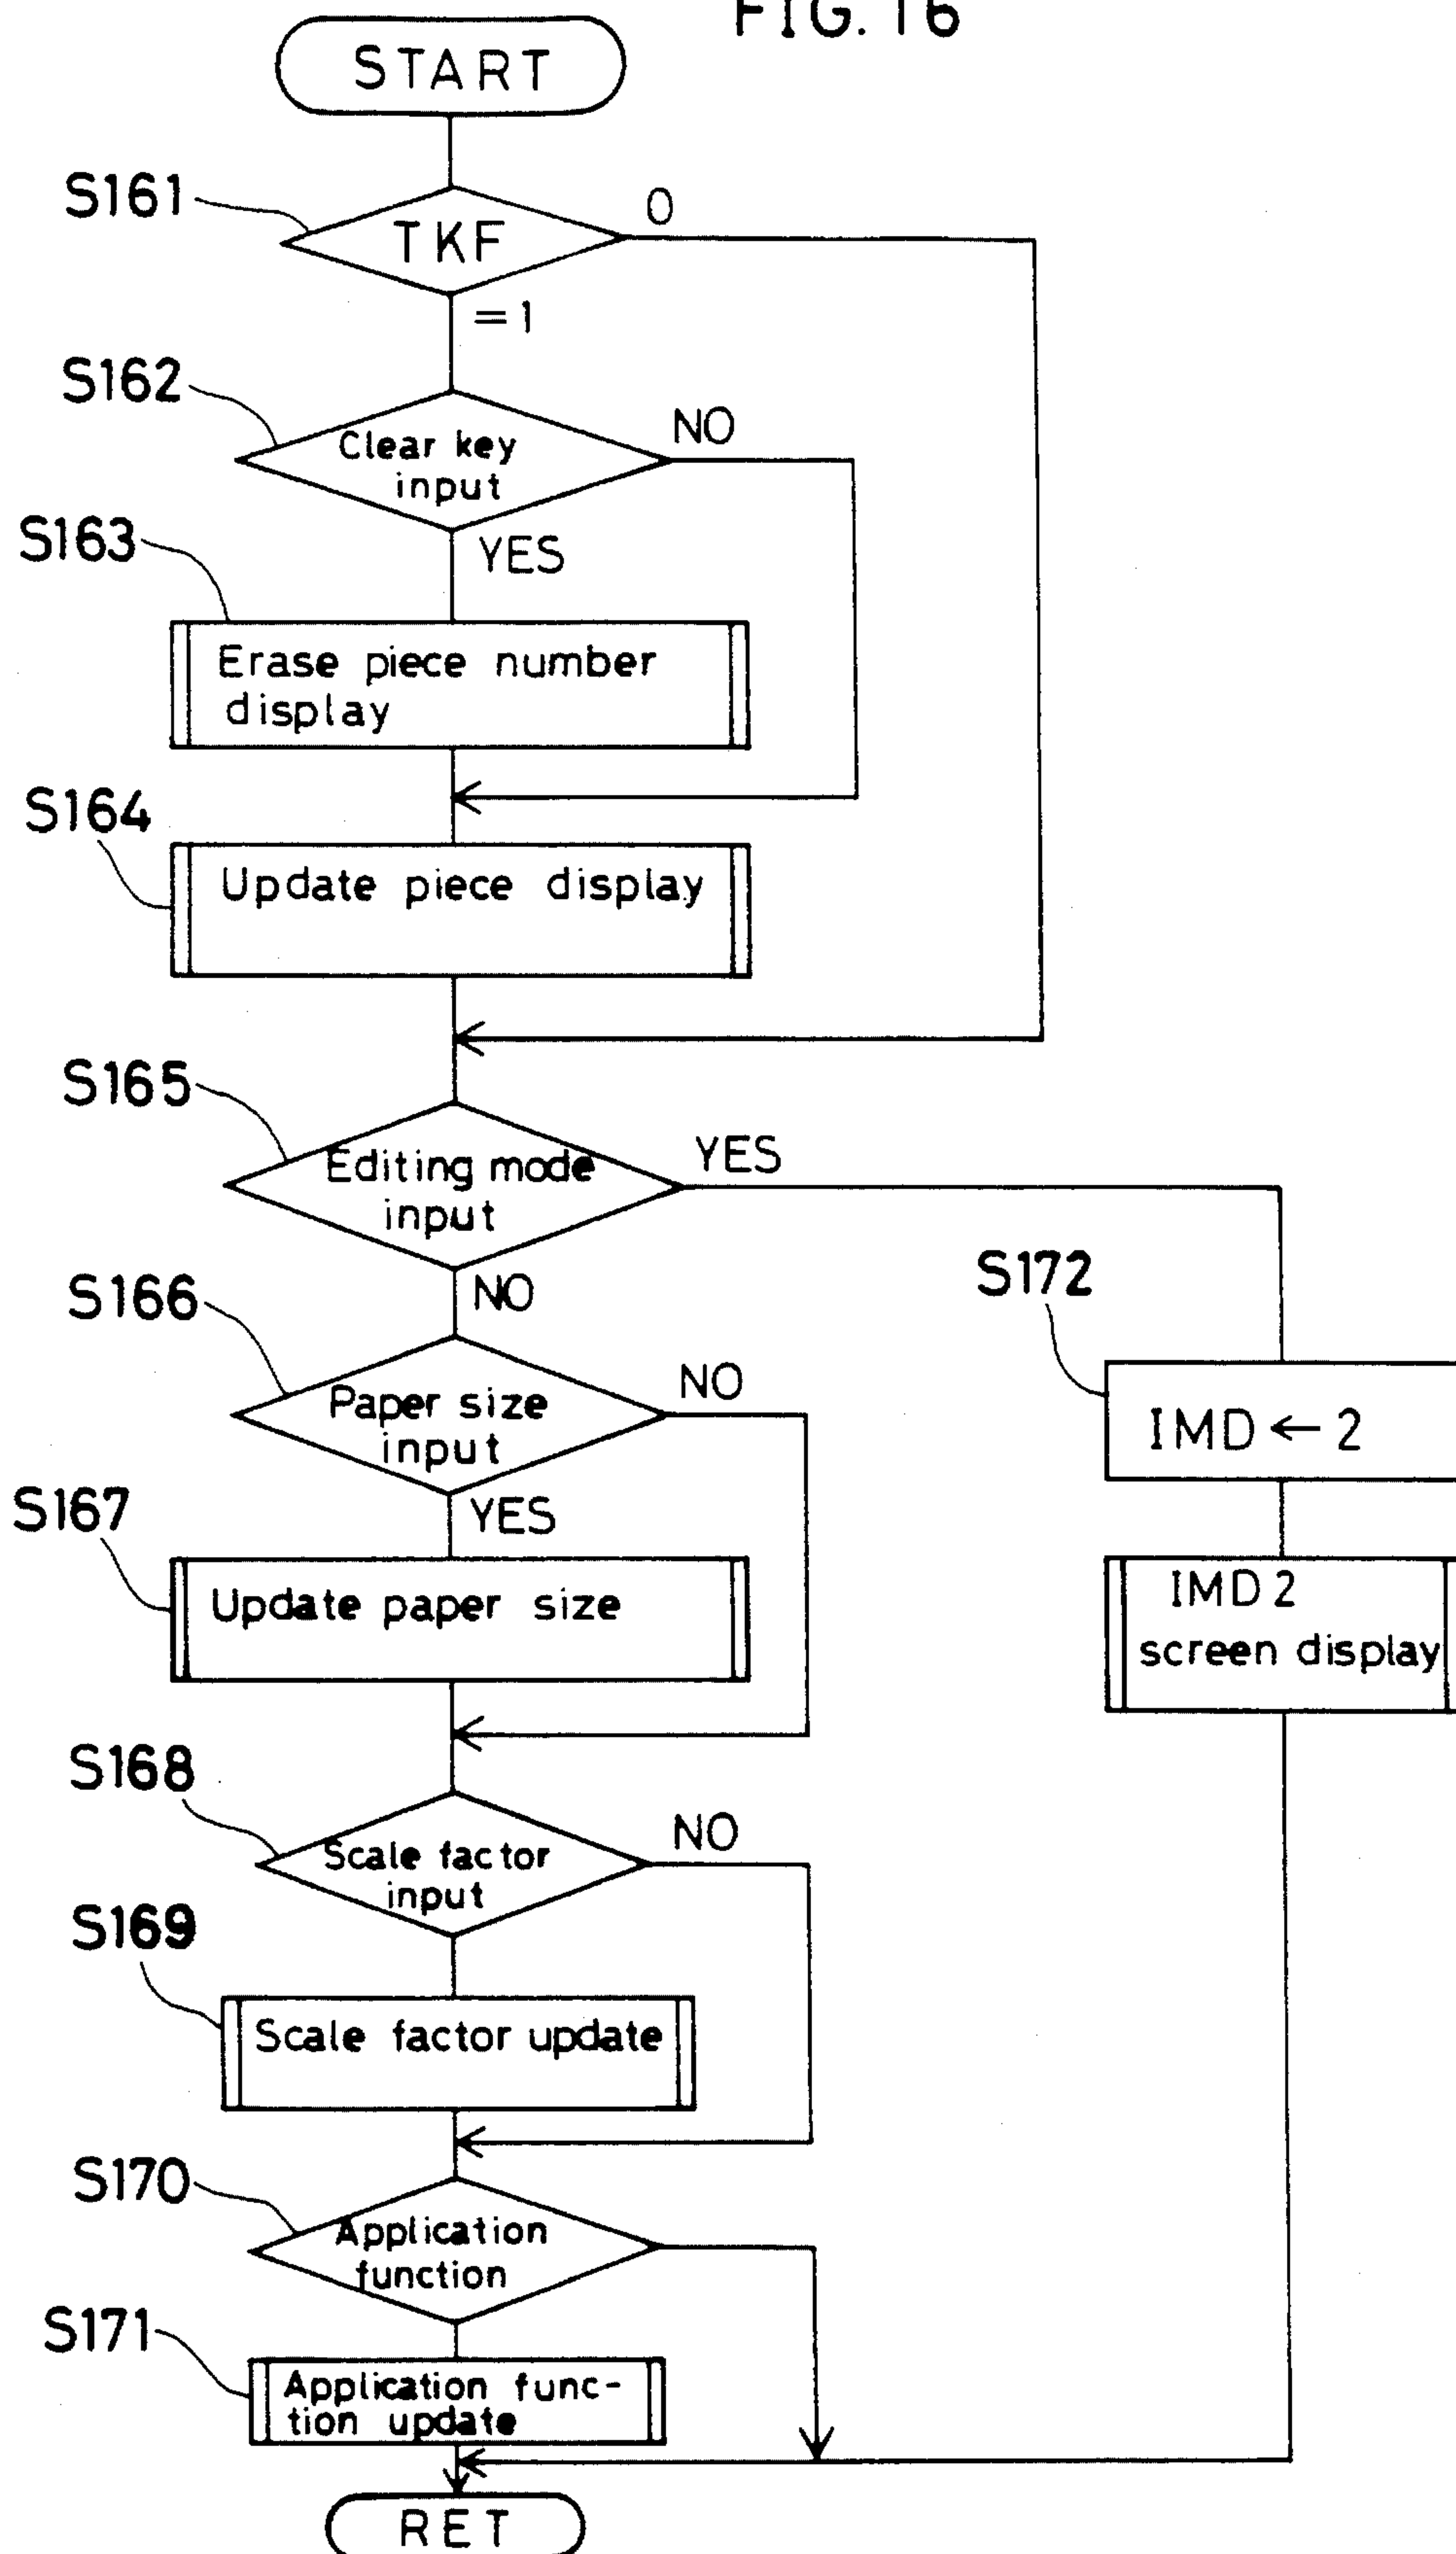 FIG. 16
START
S161
TKF
0
=1
S162
Clear key
input
NO
YES
S163
Erase piece number
display
S164
Update piece display
S165
Editing mode
input
YES
NO
S166
Paper size
input
NO
YES
S172
IMD ← 2
S167
Update paper size
IMD 2
screen display
S168
Scale factor
input
NO
S169
Scale factor update
S170
Application
function
S171
Application func-
tion update
RET